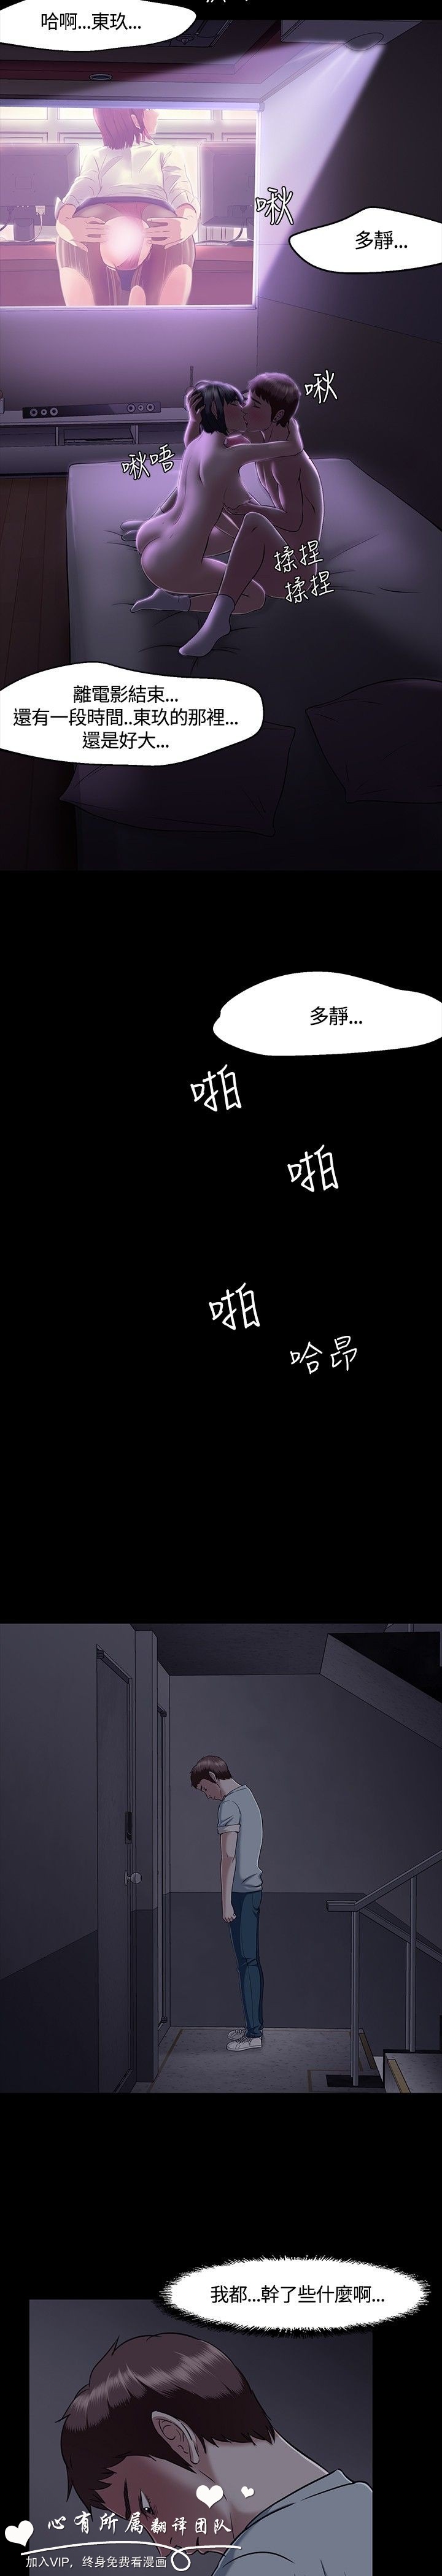 哈啊...東玖...
啾
多靜...
啾
啾唔
揉捏
揉捏
離電影結束...
還有一段時間..東玖的那裡...
還是好大...
多靜...
啪
啪
啪
哈昂
我都...幹了些什麼啊...
心有所属翻译团队
加入VIP，终身免费看漫画